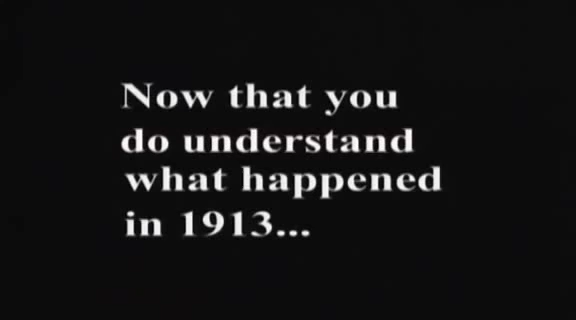 Now that you
do understand
what happened
in 1913...